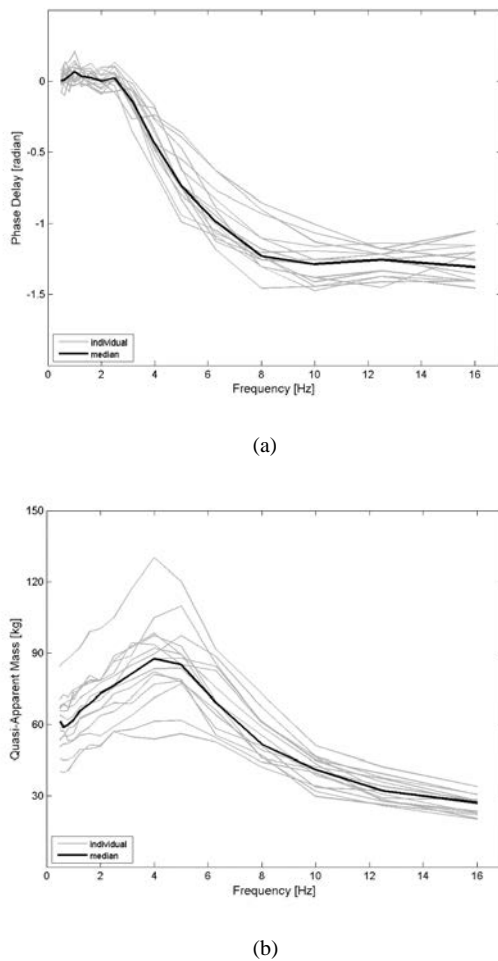 0
-0.5
-1
-1.5
Phase Delay [radian]
individual
median
0 2 4 6 8 10 12 14 16
Frequency [Hz]
(a)
150
120
90
60
30
Quasi-Apparent Mass [kg]
individual
median
0 2 4 6 8 10 12 14 16
Frequency [Hz]
(b)